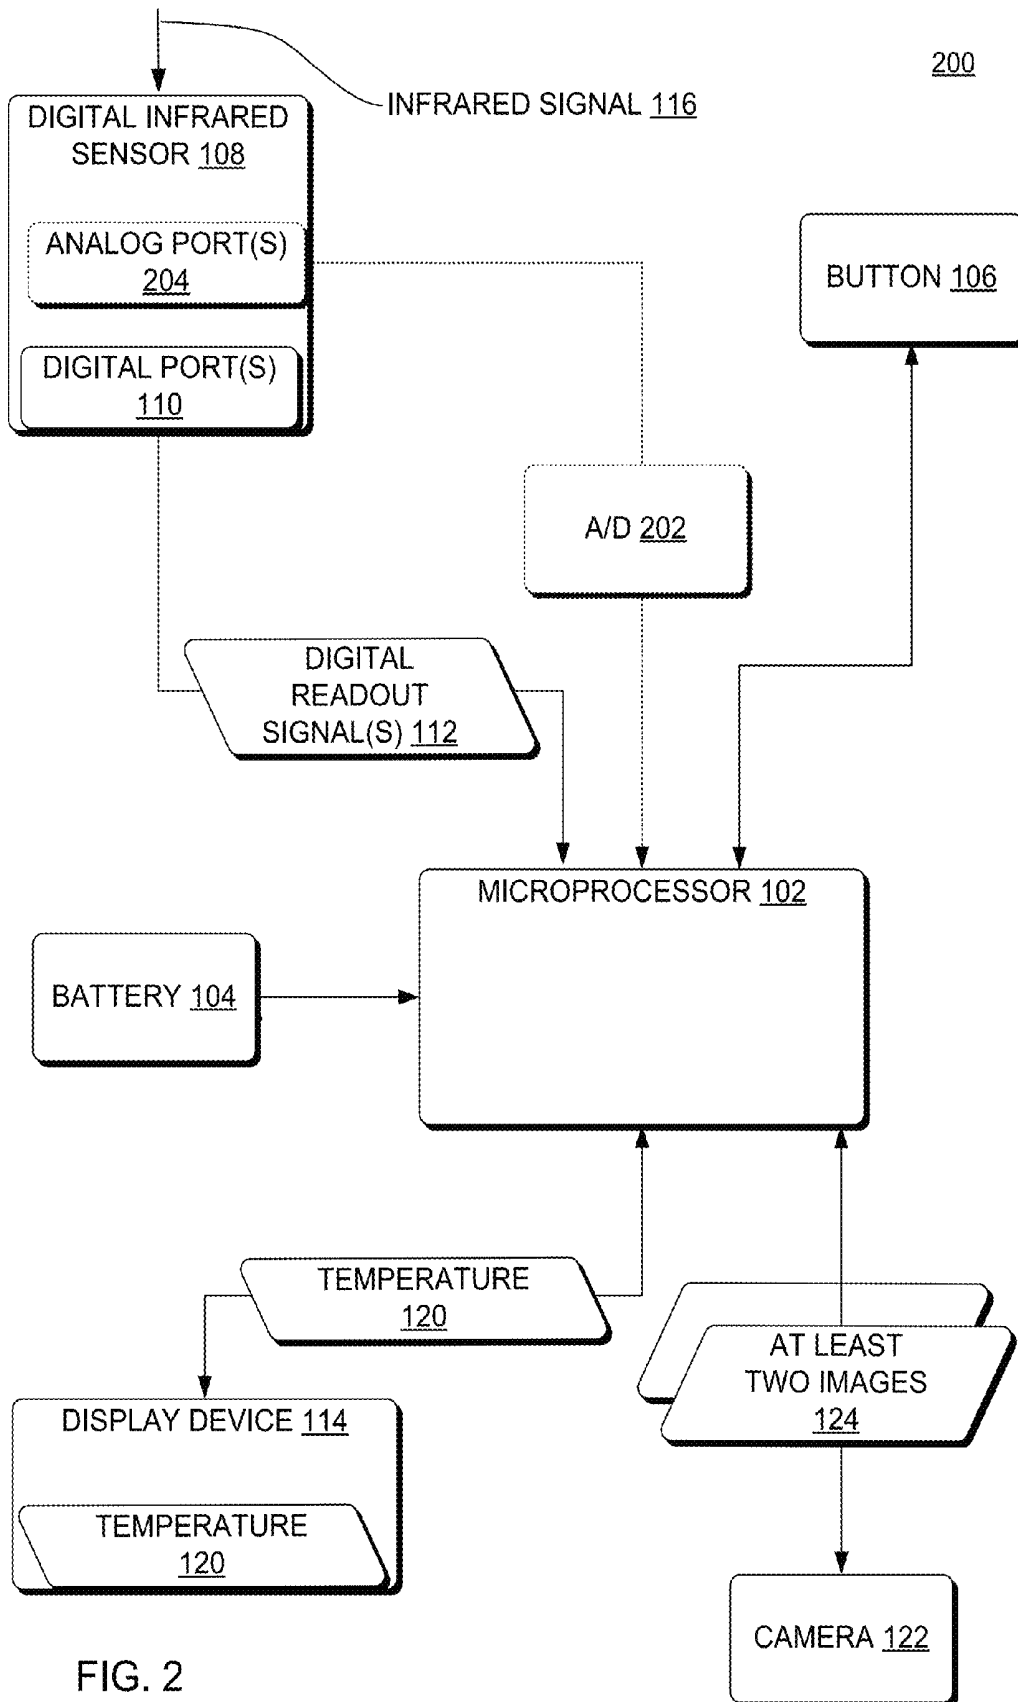 200
INFRARED SIGNAL 116
DIGITAL INFRARED
SENSOR 108
ANALOG PORT(S)
204
DIGITAL PORT(S)
110
BUTTON 106
A/D 202
DIGITAL
READOUT
SIGNAL(S) 112
MICROPROCESSOR 102
BATTERY 104
TEMPERATURE
120
AT LEAST
TWO IMAGES
124
DISPLAY DEVICE 114
TEMPERATURE
120
CAMERA 122
FIG. 2